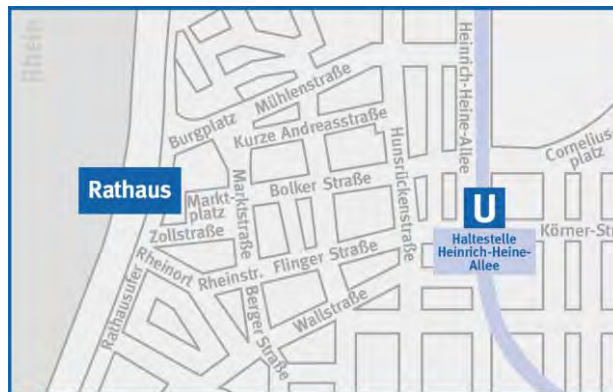 Rhein
Burgplatz
Mühlenstraße
Kurze Andreasstraße
Heinrich-Heine-Allee
Hunsrückenstraße
Cornelius-
platz
Rathaus
Markt-
platz
Marktstraße
Bolker Straße
U
Haltestelle
Heinrich-Heine-
Allee
Körner-Str
Zollstraße
Rheinort
Rheinstr.
Flinger Straße
Rathausufer
Berger Straße
Wallstraße